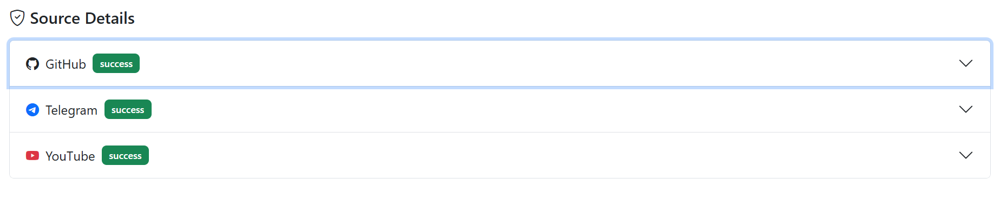 Source Details
GitHub success
Telegram success
YouTube success